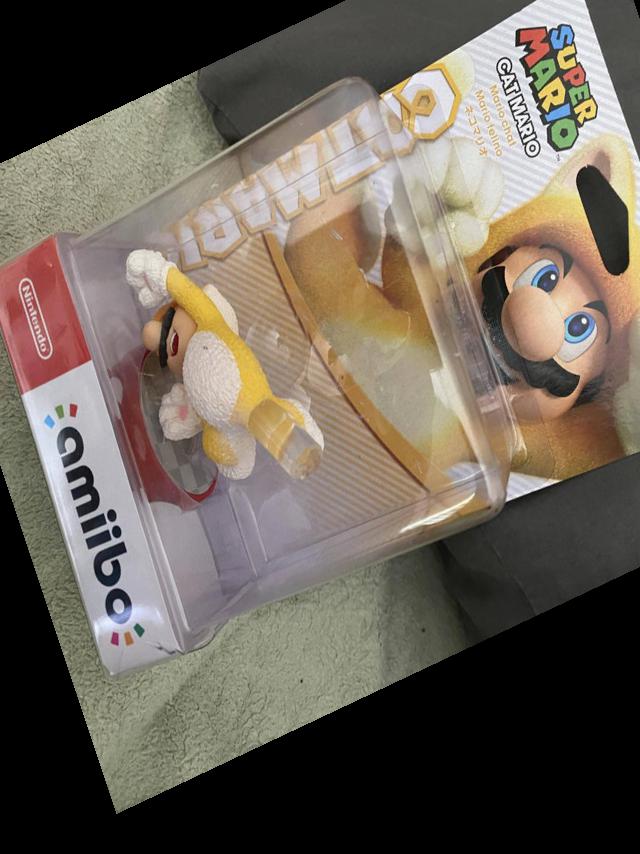 SUPER
MARIO
CAT MARIO
Mario chat
Mario felino
ネコマリオ
Nintendo
amiibo